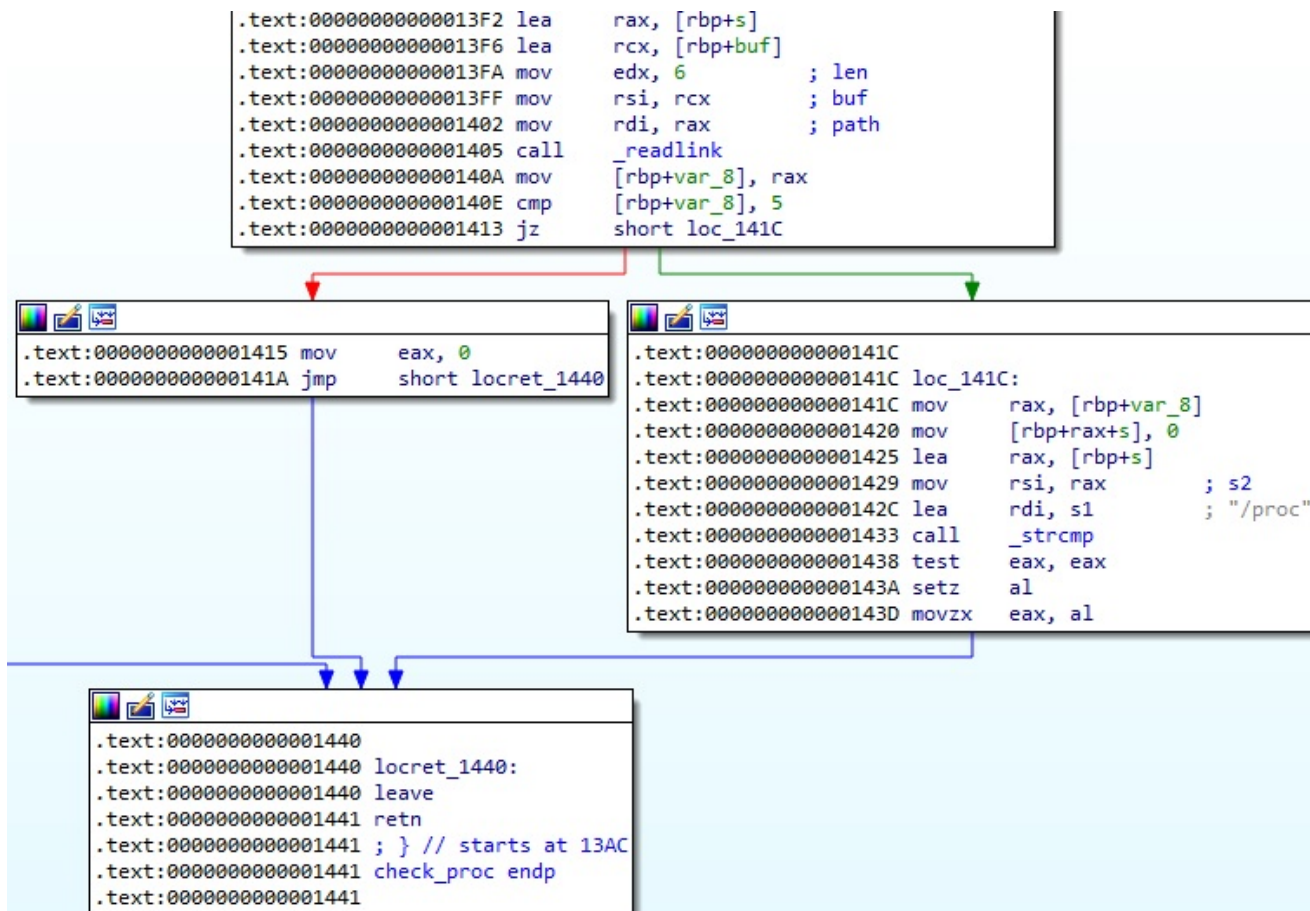 .text:00000000000013F2 lea rax, [rbp+s]
.text:00000000000013F6 lea rcx, [rbp+buf]
.text:00000000000013FA mov edx, 6 ; len
.text:00000000000013FF mov rsi, rcx ; buf
.text:0000000000001402 mov rdi, rax ; path
.text:0000000000001405 call _readlink
.text:000000000000140A mov [rbp+var_8], rax
.text:000000000000140E cmp [rbp+var_8], 5
.text:0000000000001413 jz short loc_141C
.text:0000000000001415 mov eax, 0
.text:000000000000141A jmp short locret_1440
.text:000000000000141C
.text:000000000000141C loc_141C:
.text:000000000000141C mov rax, [rbp+var_8]
.text:0000000000001420 mov [rbp+rax+s], 0
.text:0000000000001425 lea rax, [rbp+s]
.text:0000000000001429 mov rsi, rax ; s2
.text:000000000000142C lea rdi, s1 ; "/proc"
.text:0000000000001433 call _strcmp
.text:0000000000001438 test eax, eax
.text:000000000000143A setz al
.text:000000000000143D movzx eax, al
.text:0000000000001440
.text:0000000000001440 locret_1440:
.text:0000000000001440 leave
.text:0000000000001441 retn
.text:0000000000001441 ; } // starts at 13AC
.text:0000000000001441 check_proc endp
.text:0000000000001441